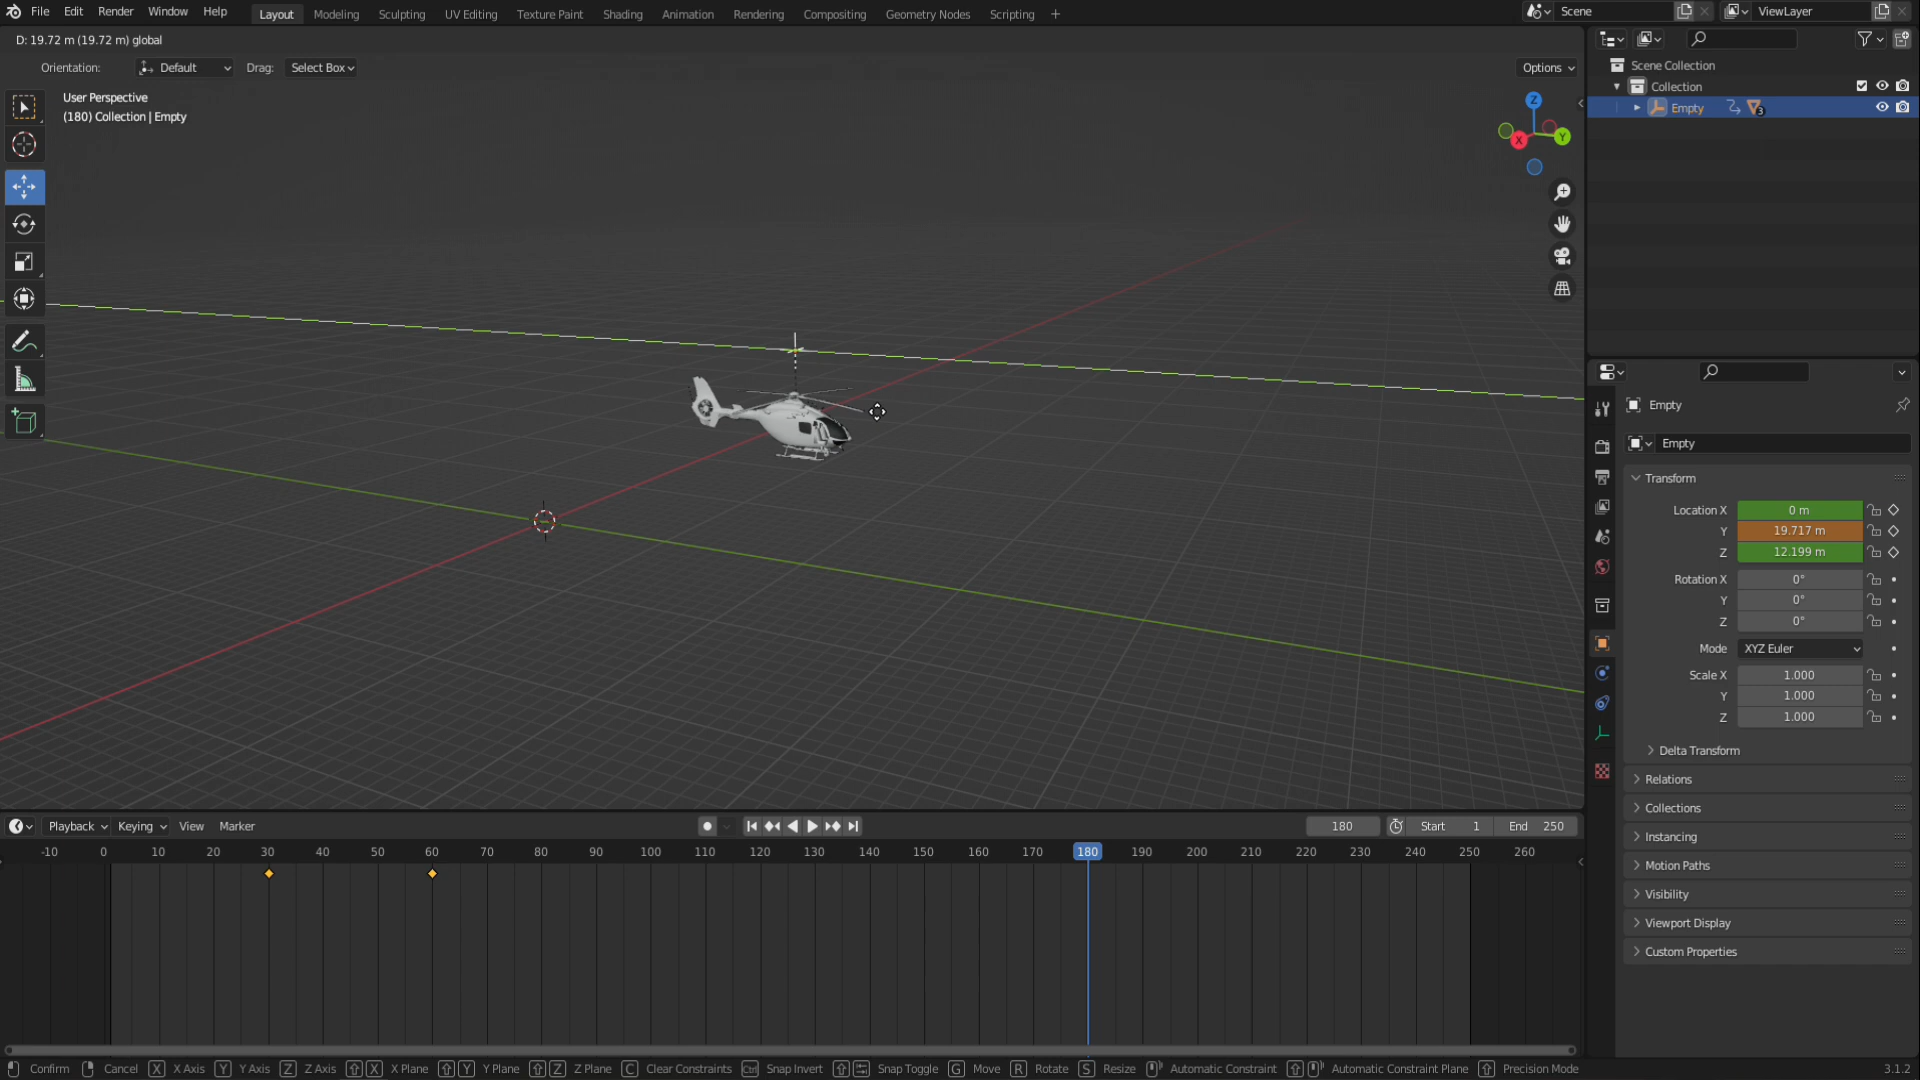 File Edit Render Window Help Layout Modeling Sculpting UV Editing Texture Paint Shading Animation Rendering Compositing Geometry Nodes Scripting + Scene ViewLayer
D: 19.72 m (19.72 m) global
Orientation: Default Drag: Select Box Options
User Perspective
(180) Collection | Empty
Z
X
Y
Scene Collection
Collection
Empty 3
Empty
Empty
Transform
Location X 0 m
Y 19.717 m
Z 12.199 m
Rotation X 0°
Y 0°
Z 0°
Mode XYZ Euler
Scale X 1.000
Y 1.000
Z 1.000
Delta Transform
Relations
Collections
Instancing
Motion Paths
Visibility
Viewport Display
Custom Properties
Playback Keying View Marker 180 Start 1 End 250
-10 0 10 20 30 40 50 60 70 80 90 100 110 120 130 140 150 160 170 180 190 200 210 220 230 240 250 260
Confirm Cancel X X Axis Y Y Axis Z Z Axis X X Plane Y Y Plane Z Z Plane C Clear Constraints Ctrl Snap Invert Snap Toggle G Move R Rotate S Resize Automatic Constraint Automatic Constraint Plane Precision Mode 3.1.2